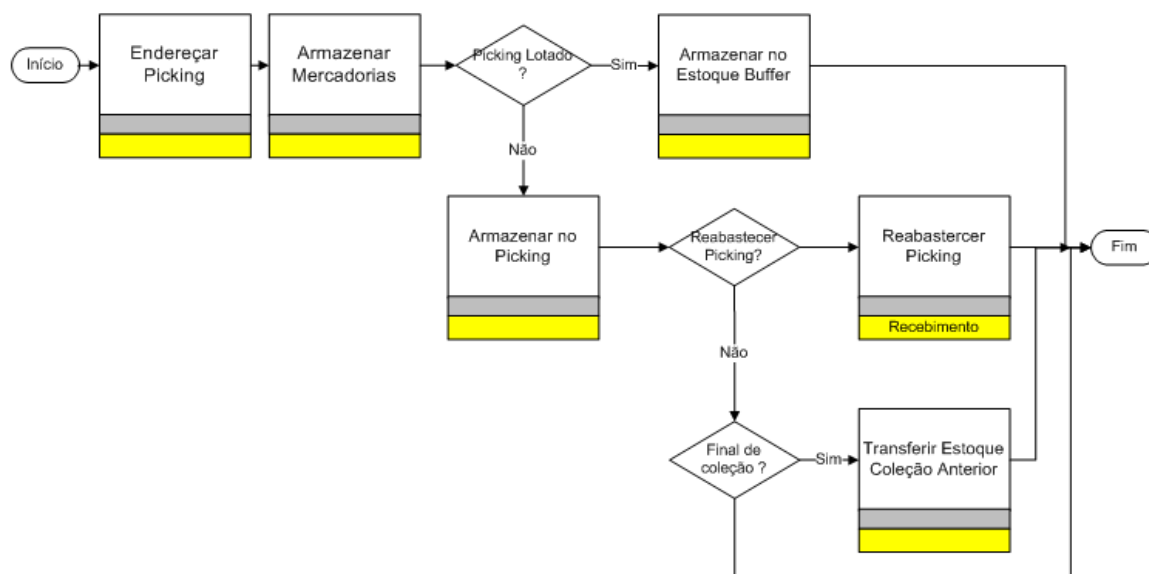 Início
Endereçar
Picking
Armazenar
Mercadorias
Picking Lotado
?
Sim
Armazenar no
Estoque Buffer
Não
Armazenar no
Picking
Reabastecer
Picking?
Reabastercer
Picking
Recebimento
Fim
Não
Final de
coleção ?
Sim
Transferir Estoque
Coleção Anterior